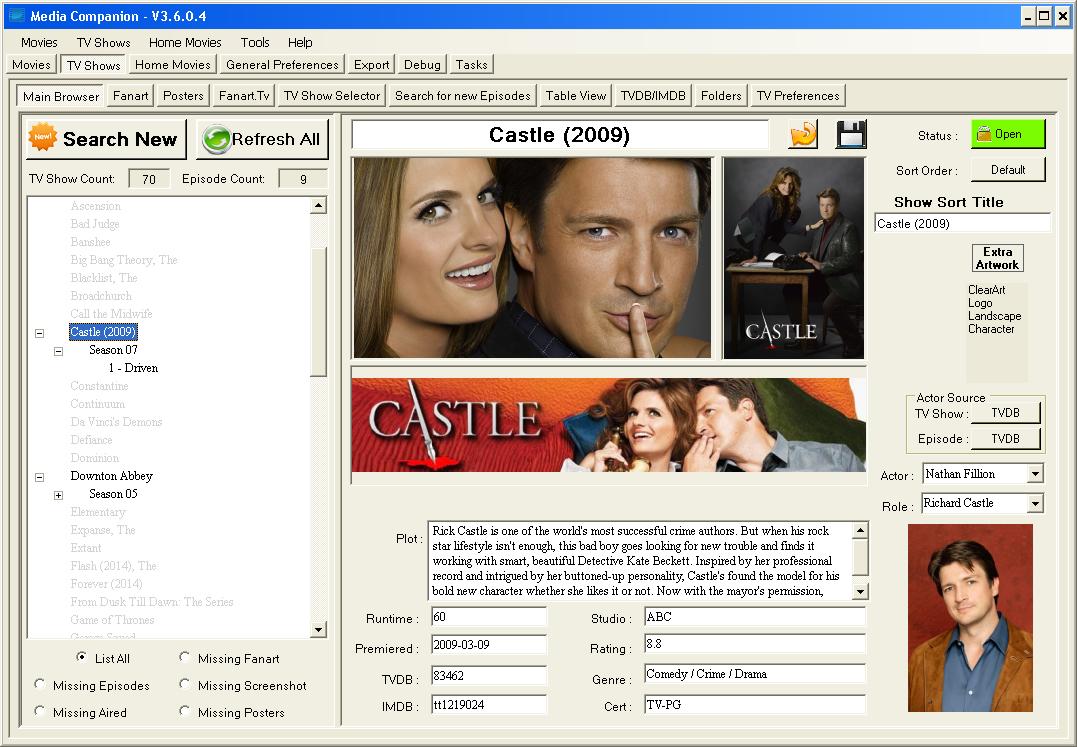 Media Companion - V3.6.0.4
Movies TV Shows Home Movies Tools Help
Movies TV Shows Home Movies General Preferences Export Debug Tasks
Main Browser Fanart Posters Fanart.Tv TV Show Selector Search for new Episodes Table View TVDB/IMDB Folders TV Preferences
New! Search New Refresh All
TV Show Count: 70 Episode Count: 9
Ascension
Bad Judge
Banshee
Big Bang Theory, The
Blacklist, The
Broadchurch
Call the Midwife
Castle (2009)
Season 07
1 - Driven
Constantine
Continuum
Da Vinci's Demons
Defiance
Dominion
Downton Abbey
Season 05
Elementary
Expanse, The
Extant
Flash (2014), The
Forever (2014)
From Dusk Till Dawn: The Series
Game of Thrones
List All Missing Fanart
Missing Episodes Missing Screenshot
Missing Aired Missing Posters
Castle (2009)
CASTLE
CASTLE
Plot : Rick Castle is one of the world's most successful crime authors. But when his rock
star lifestyle isn't enough, this bad boy goes looking for new trouble and finds it
working with smart, beautiful Detective Kate Beckett. Inspired by her professional
record and intrigued by her buttoned-up personality, Castle's found the model for his
bold new character whether she likes it or not. Now with the mayor's permission,
Runtime : 60 Studio : ABC
Premiered : 2009-03-09 Rating : 8.8
TVDB : 83462 Genre : Comedy / Crime / Drama
IMDB : tt1219024 Cert : TV-PG
Status : Open
Sort Order : Default
Show Sort Title
Castle (2009)
Extra
Artwork
ClearArt
Logo
Landscape
Character
Actor Source
TV Show : TVDB
Episode : TVDB
Actor : Nathan Fillion
Role : Richard Castle